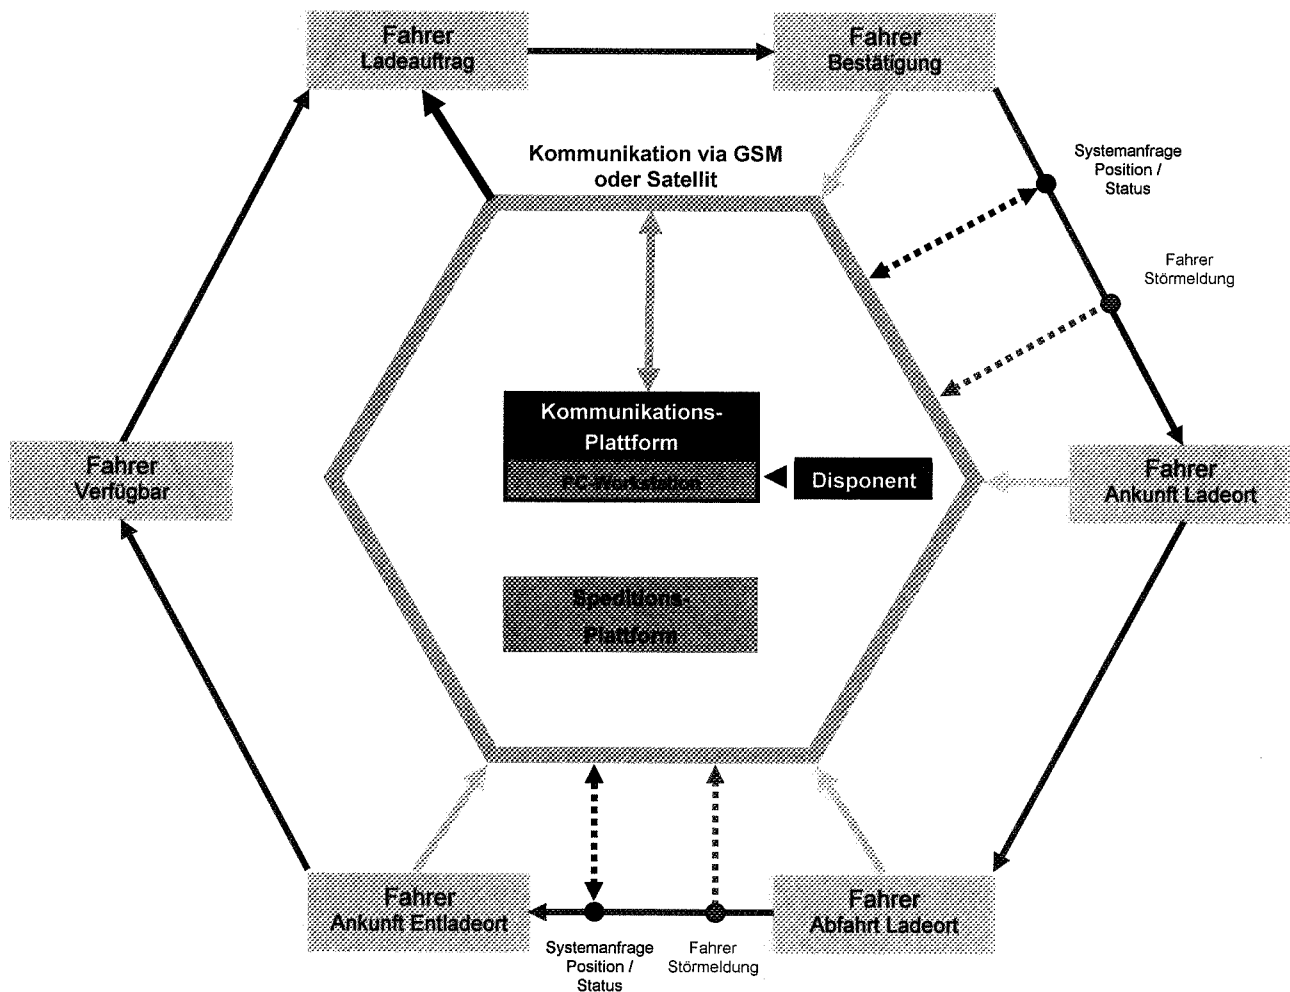 Fahrer
Ladeauftrag
Fahrer
Bestätigung
Kommunikation via GSM
oder Satellit
Systemanfrage
Position /
Status
Fahrer
Störmeldung
Kommunikations-
Plattform
PC-Workstation
Disponent
Fahrer
Verfügbar
Fahrer
Ankunft Ladeort
Speditions-
Plattform
Fahrer
Ankunft Entladeort
Fahrer
Abfahrt Ladeort
Systemanfrage
Position /
Status
Fahrer
Störmeldung